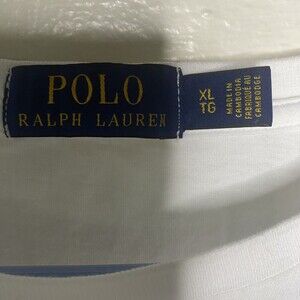 POLO
RALPH LAUREN
XL
TG
MADE IN
CAMBODIA
FABRIQUÉ AU
CAMBODGE